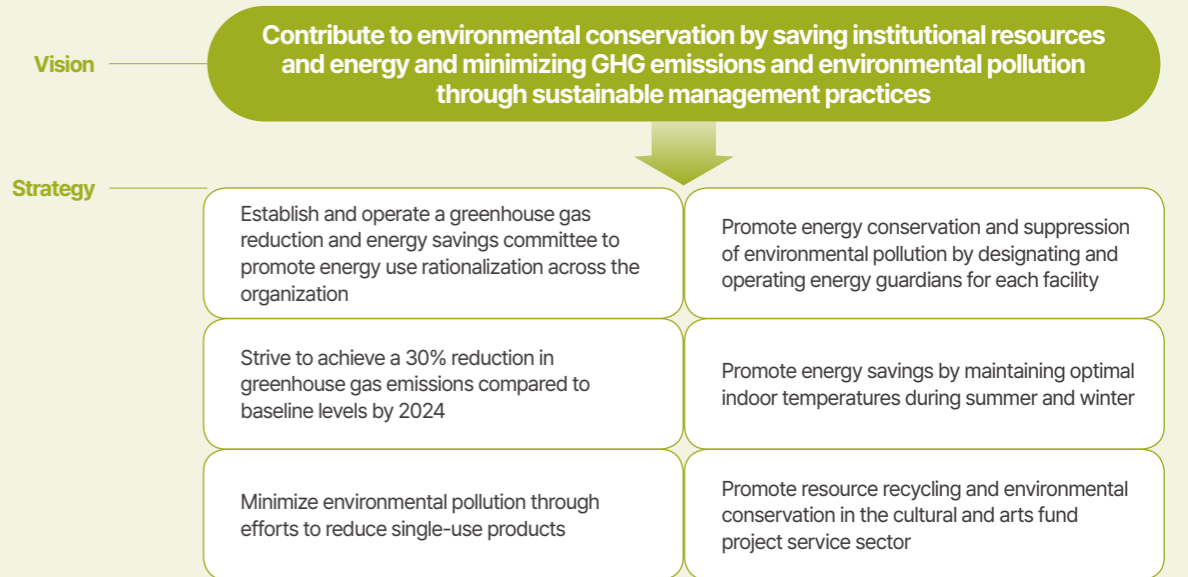 Vision
Contribute to environmental conservation by saving institutional resources
and energy and minimizing GHG emissions and environmental pollution
through sustainable management practices
Strategy
Establish and operate a greenhouse gas
reduction and energy savings committee to
promote energy use rationalization across the
organization
Promote energy conservation and suppression
of environmental pollution by designating and
operating energy guardians for each facility
Strive to achieve a 30% reduction in
greenhouse gas emissions compared to
baseline levels by 2024
Promote energy savings by maintaining optimal
indoor temperatures during summer and winter
Minimize environmental pollution through
efforts to reduce single-use products
Promote resource recycling and environmental
conservation in the cultural and arts fund
project service sector